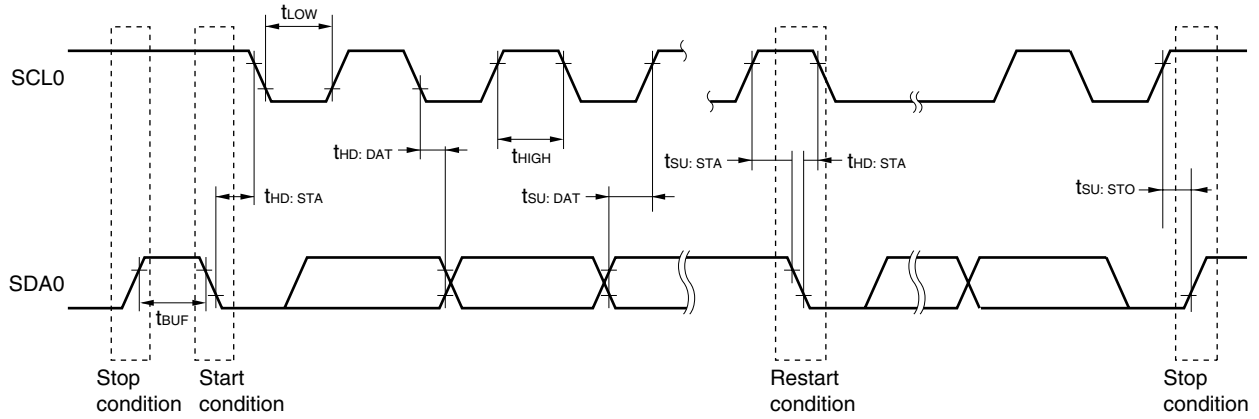 tLOW
SCL0
tHD: DAT
tHIGH
tSU: STA
tHD: STA
tHD: STA
tSU: DAT
tSU: STO
SDA0
tBUF
Stop
condition
Start
condition
Restart
condition
Stop
condition